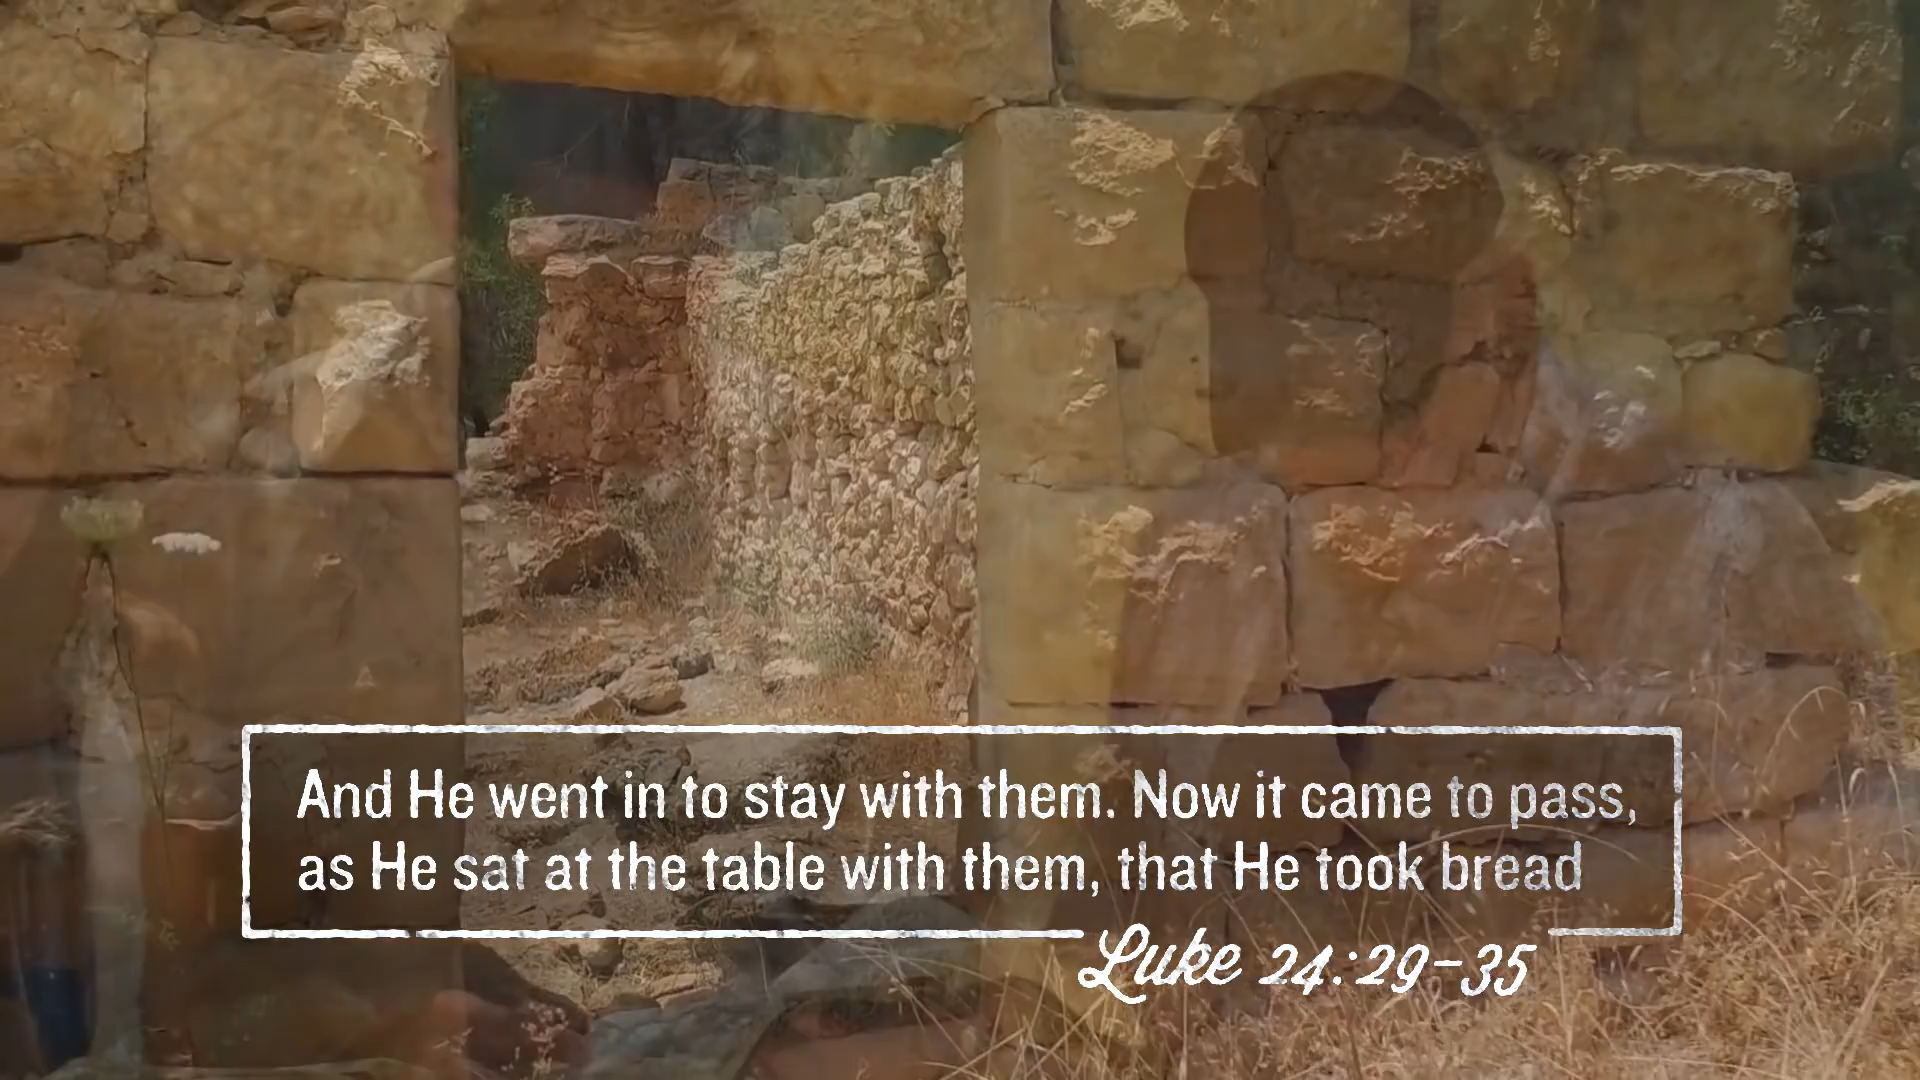 And He went in to stay with them. Now it came to pass,
as He sat at the table with them, that He took bread
Luke 24:29-35